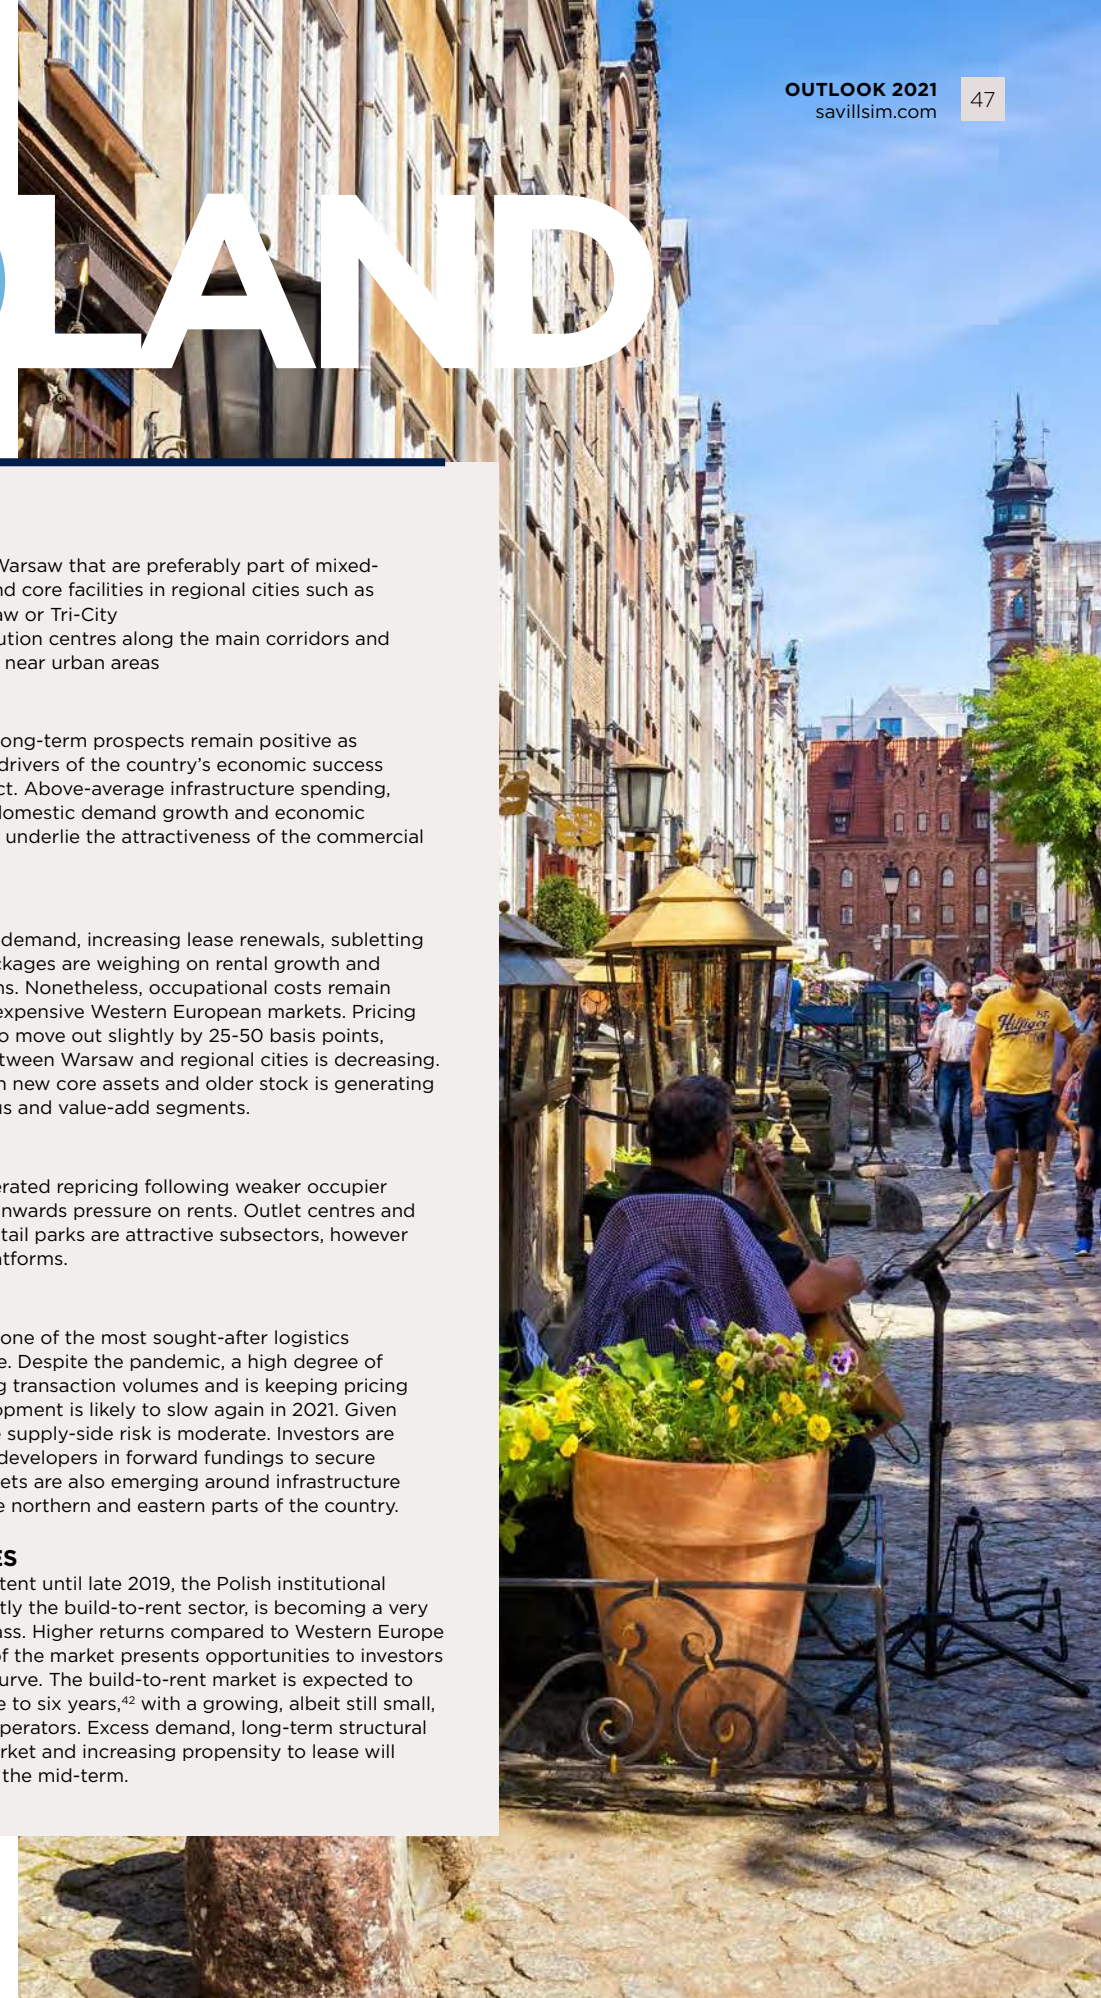 OUTLOOK 2021
savillsim.com
47
LAND
Warsaw that are preferably part of mixed-
nd core facilities in regional cities such as
aw or Tri-City
ution centres along the main corridors and
near urban areas
ong-term prospects remain positive as
drivers of the country's economic success
ct. Above-average infrastructure spending,
domestic demand growth and economic
underlie the attractiveness of the commercial
demand, increasing lease renewals, subletting
ckages are weighing on rental growth and
ns. Nonetheless, occupational costs remain
expensive Western European markets. Pricing
o move out slightly by 25-50 basis points,
tween Warsaw and regional cities is decreasing.
n new core assets and older stock is generating
us and value-add segments.
erated repricing following weaker occupier
nwards pressure on rents. Outlet centres and
tail parks are attractive subsectors, however
atforms.
one of the most sought-after logistics
e. Despite the pandemic, a high degree of
g transaction volumes and is keeping pricing
opment is likely to slow again in 2021. Given
e supply-side risk is moderate. Investors are
developers in forward fundings to secure
ets are also emerging around infrastructure
e northern and eastern parts of the country.
ES
tent until late 2019, the Polish institutional
tly the build-to-rent sector, is becoming a very
ass. Higher returns compared to Western Europe
of the market presents opportunities to investors
urve. The build-to-rent market is expected to
e to six years,⁴² with a growing, albeit still small,
perators. Excess demand, long-term structural
rket and increasing propensity to lease will
the mid-term.
Hilfiger
85